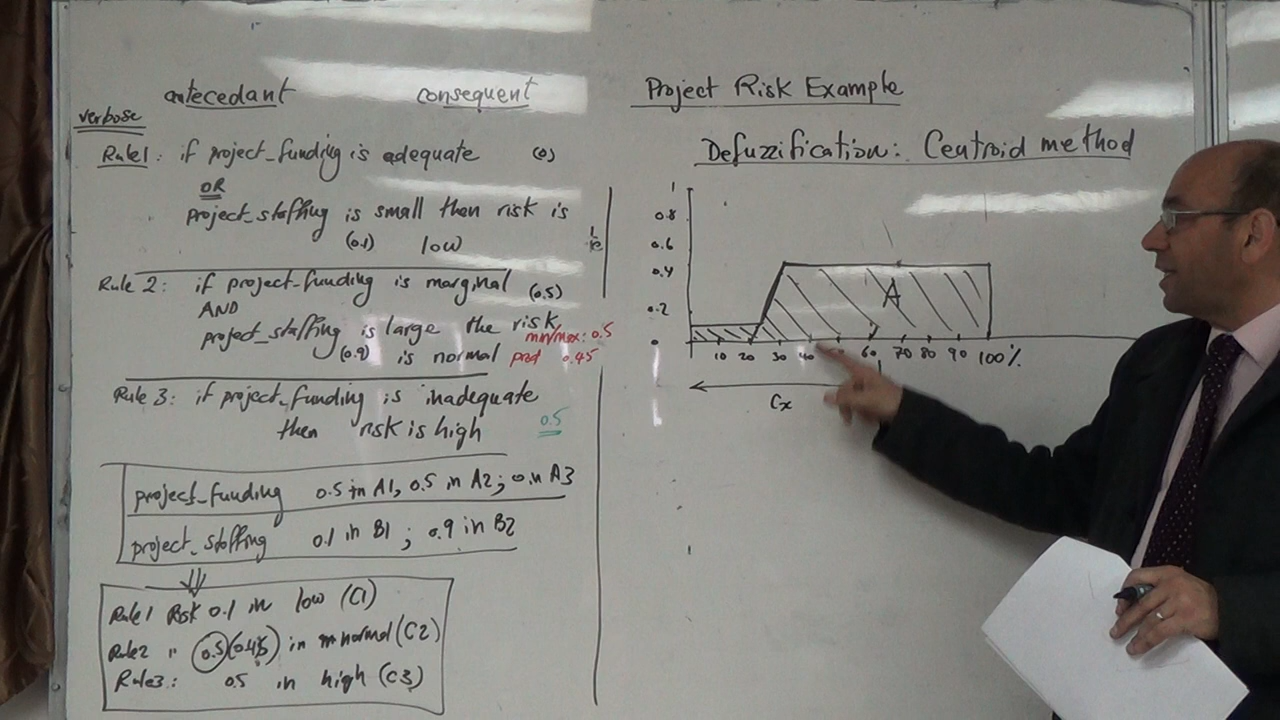 antecedant consequent
verbose
Rule1: if project_funding is adequate (0)
OR
project_staffing is small then risk is
(0.1) low
Rule 2: if project_funding is marginal (0.5)
AND
project_staffing is large the risk
(0.9) is normal
min/max: 0.5
prod 0.45
Rule 3: if project_funding is inadequate
then risk is high 0.5
project_funding 0.5 in A1, 0.5 in A2; in A3
project_staffing 0.1 in B1 ; 0.9 in B2
Rule1 Risk 0.1 in low (C1)
Rule2 " 0.5 (0.45) in normal (C2)
Rule3: 0.5 in high (C3)
Project Risk Example
Defuzzification: Centroid method
1
0.8
0.6
0.4
0.2
0
A
10 20 30 40 60 70 80 90 100%
Cx